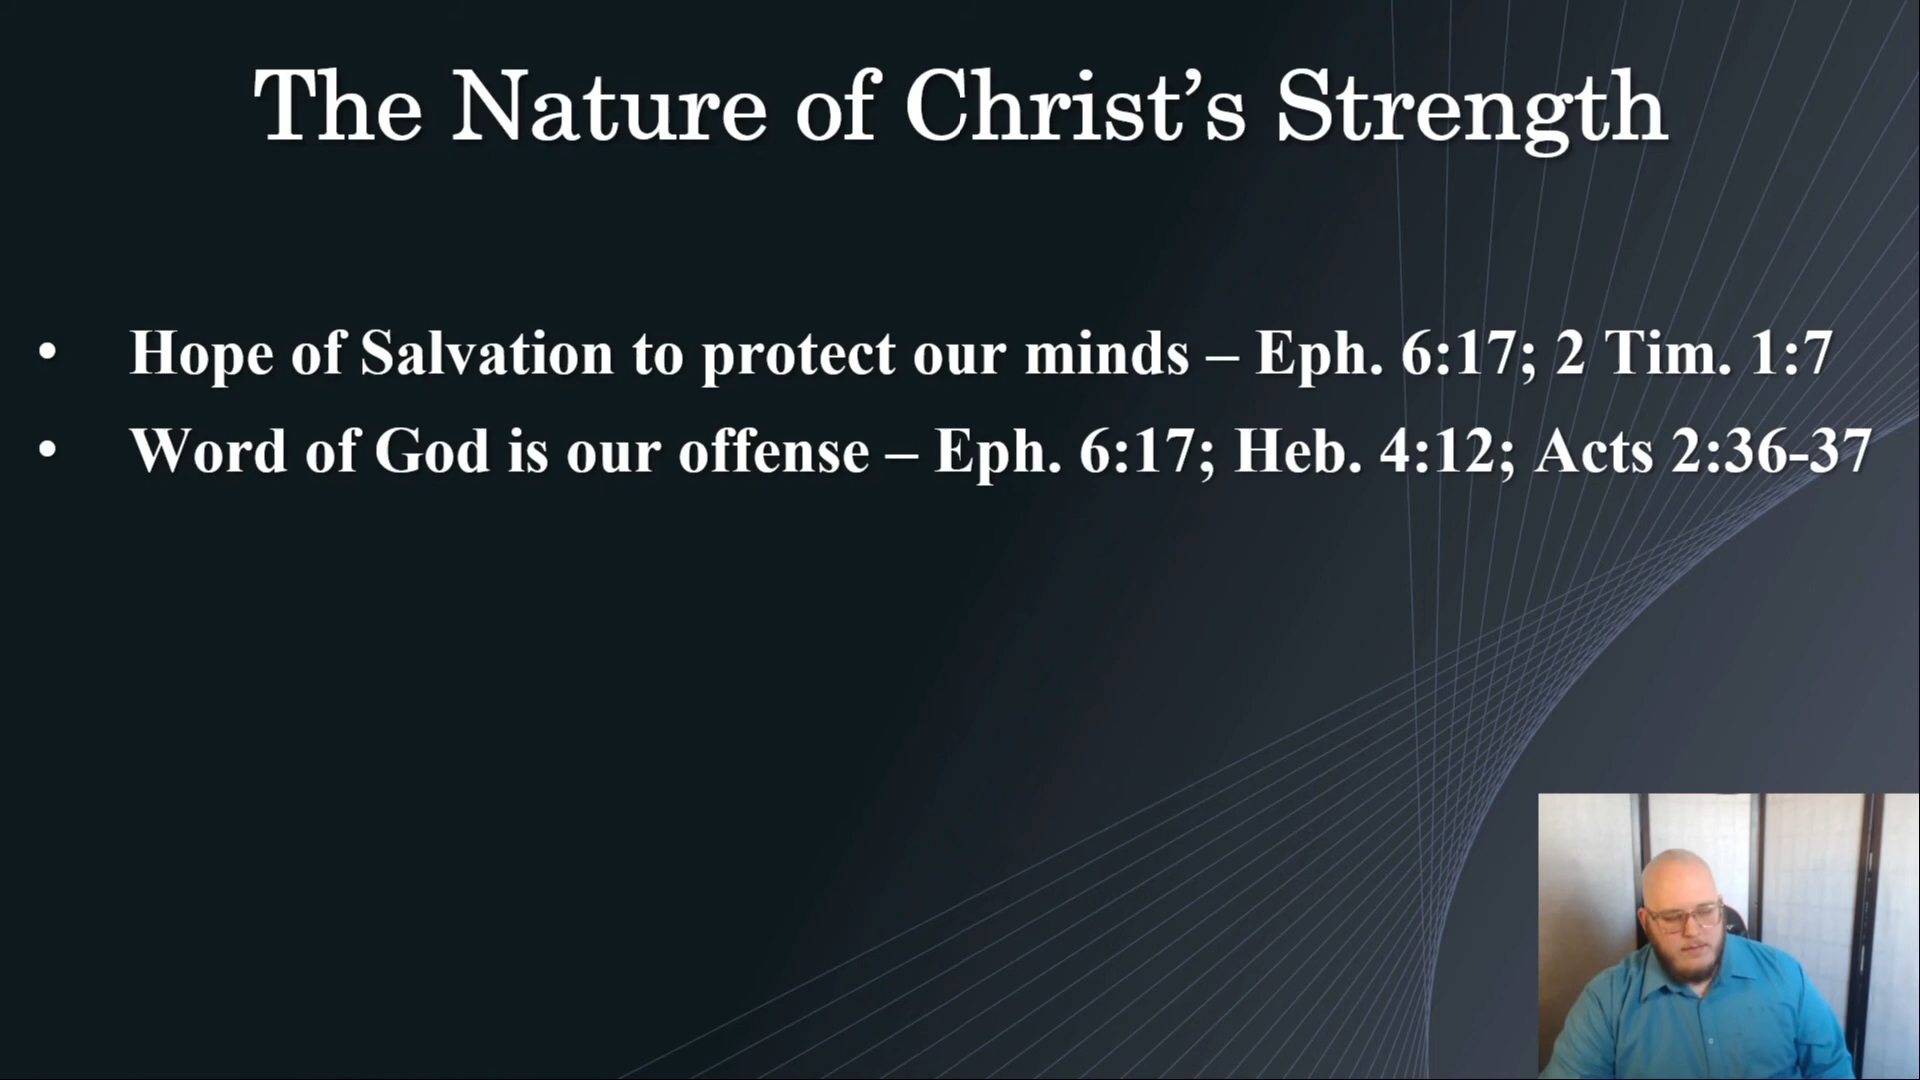 The Nature of Christ’s Strength
• Hope of Salvation to protect our minds – Eph. 6:17; 2 Tim. 1:7
• Word of God is our offense – Eph. 6:17; Heb. 4:12; Acts 2:36-37